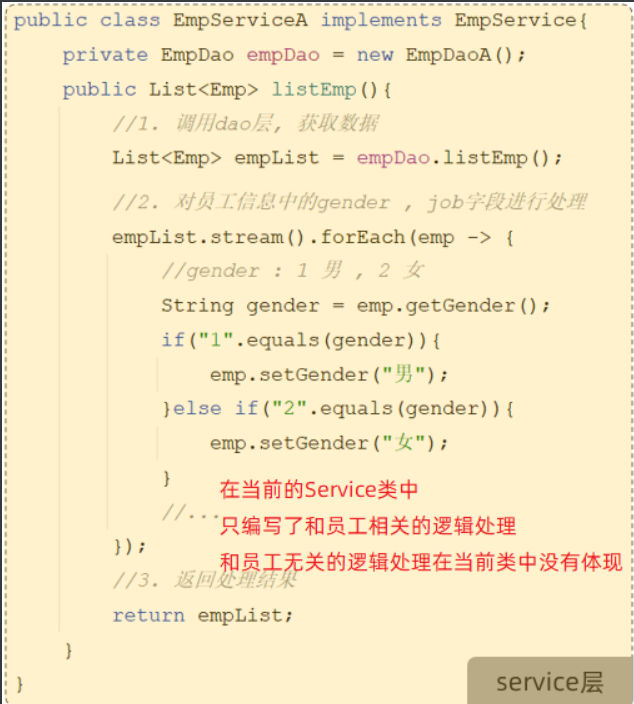 public class EmpServiceA implements EmpService{
private EmpDao empDao = new EmpDaoA();
public List<Emp> listEmp(){
//1. 调用dao层, 获取数据
List<Emp> empList = empDao.listEmp();
//2. 对员工信息中的gender , job字段进行处理
empList.stream().forEach(emp -> {
//gender : 1 男 , 2 女
String gender = emp.getGender();
if("1".equals(gender)){
emp.setGender("男");
}else if("2".equals(gender)){
emp.setGender("女");
}
在当前的Service类中
//...
只编写了和员工相关的逻辑处理
});
和员工无关的逻辑处理在当前类中没有体现
//3. 返回处理结果
return empList;
}
}
service层